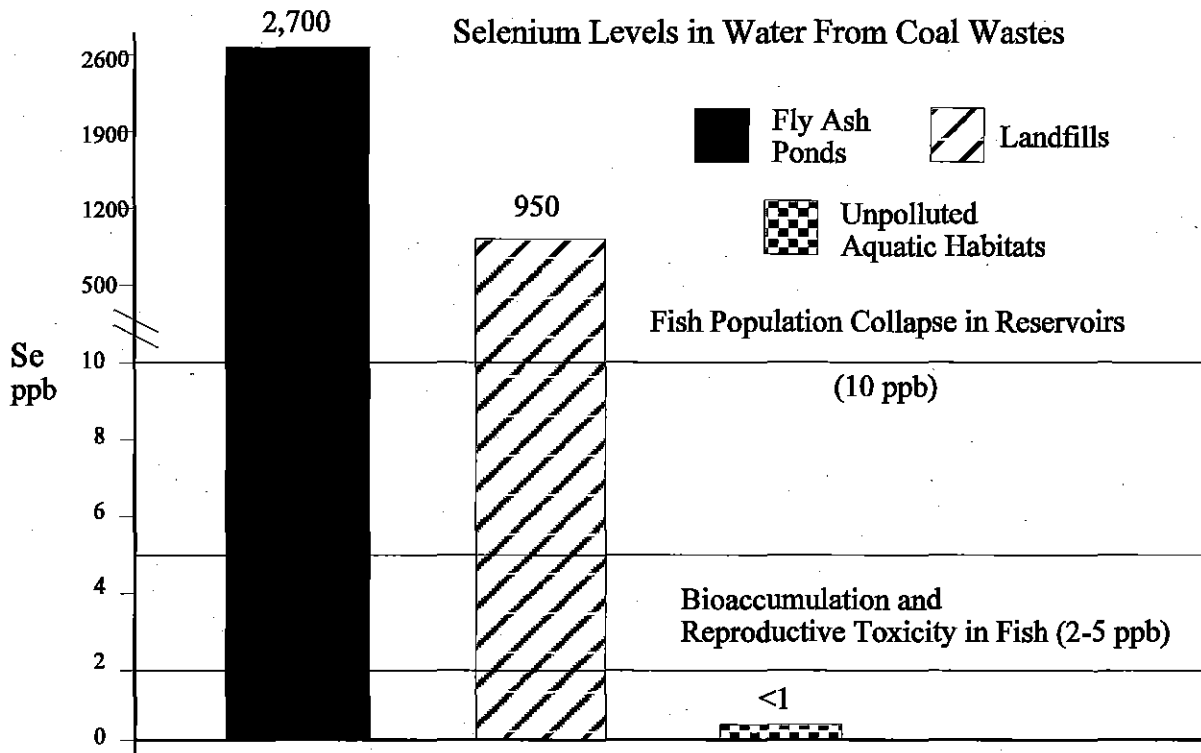 Selenium Levels in Water From Coal Wastes
2,700
2600
1900
1200
500
10
8
6
4
2
0
Se
ppb
Fly Ash
Ponds
Landfills
Unpolluted
Aquatic Habitats
950
Fish Population Collapse in Reservoirs
(10 ppb)
Bioaccumulation and
Reproductive Toxicity in Fish (2-5 ppb)
<1